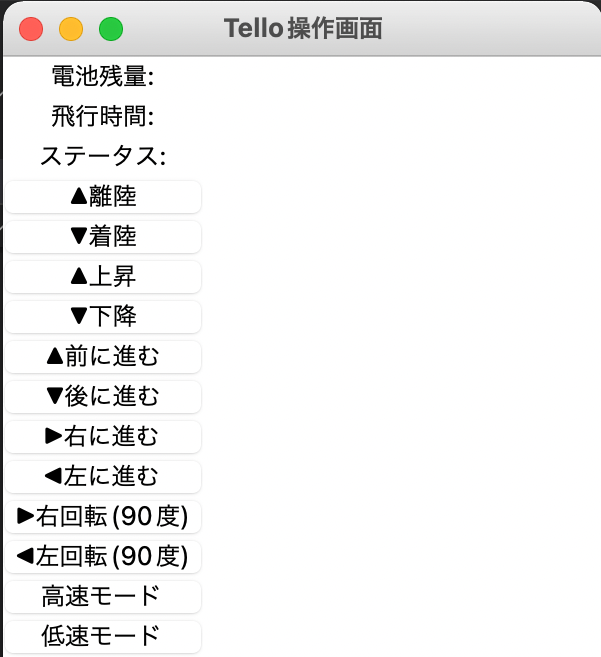 Tello操作画面
電池残量:
飛行時間:
ステータス:
▲離陸
▼着陸
▲上昇
▼下降
▲前に進む
▼後に進む
▶右に進む
◀左に進む
▶右回転(90度)
◀左回転(90度)
高速モード
低速モード